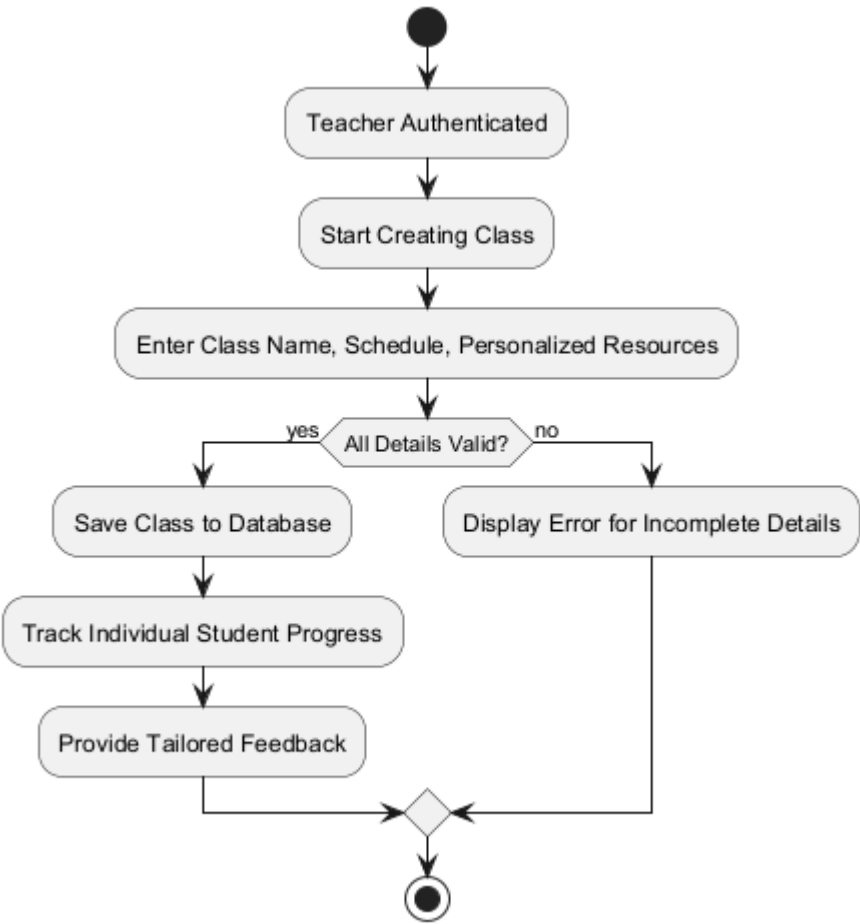 Teacher Authenticated
Start Creating Class
Enter Class Name, Schedule, Personalized Resources
yes
All Details Valid?
no
Save Class to Database
Display Error for Incomplete Details
Track Individual Student Progress
Provide Tailored Feedback